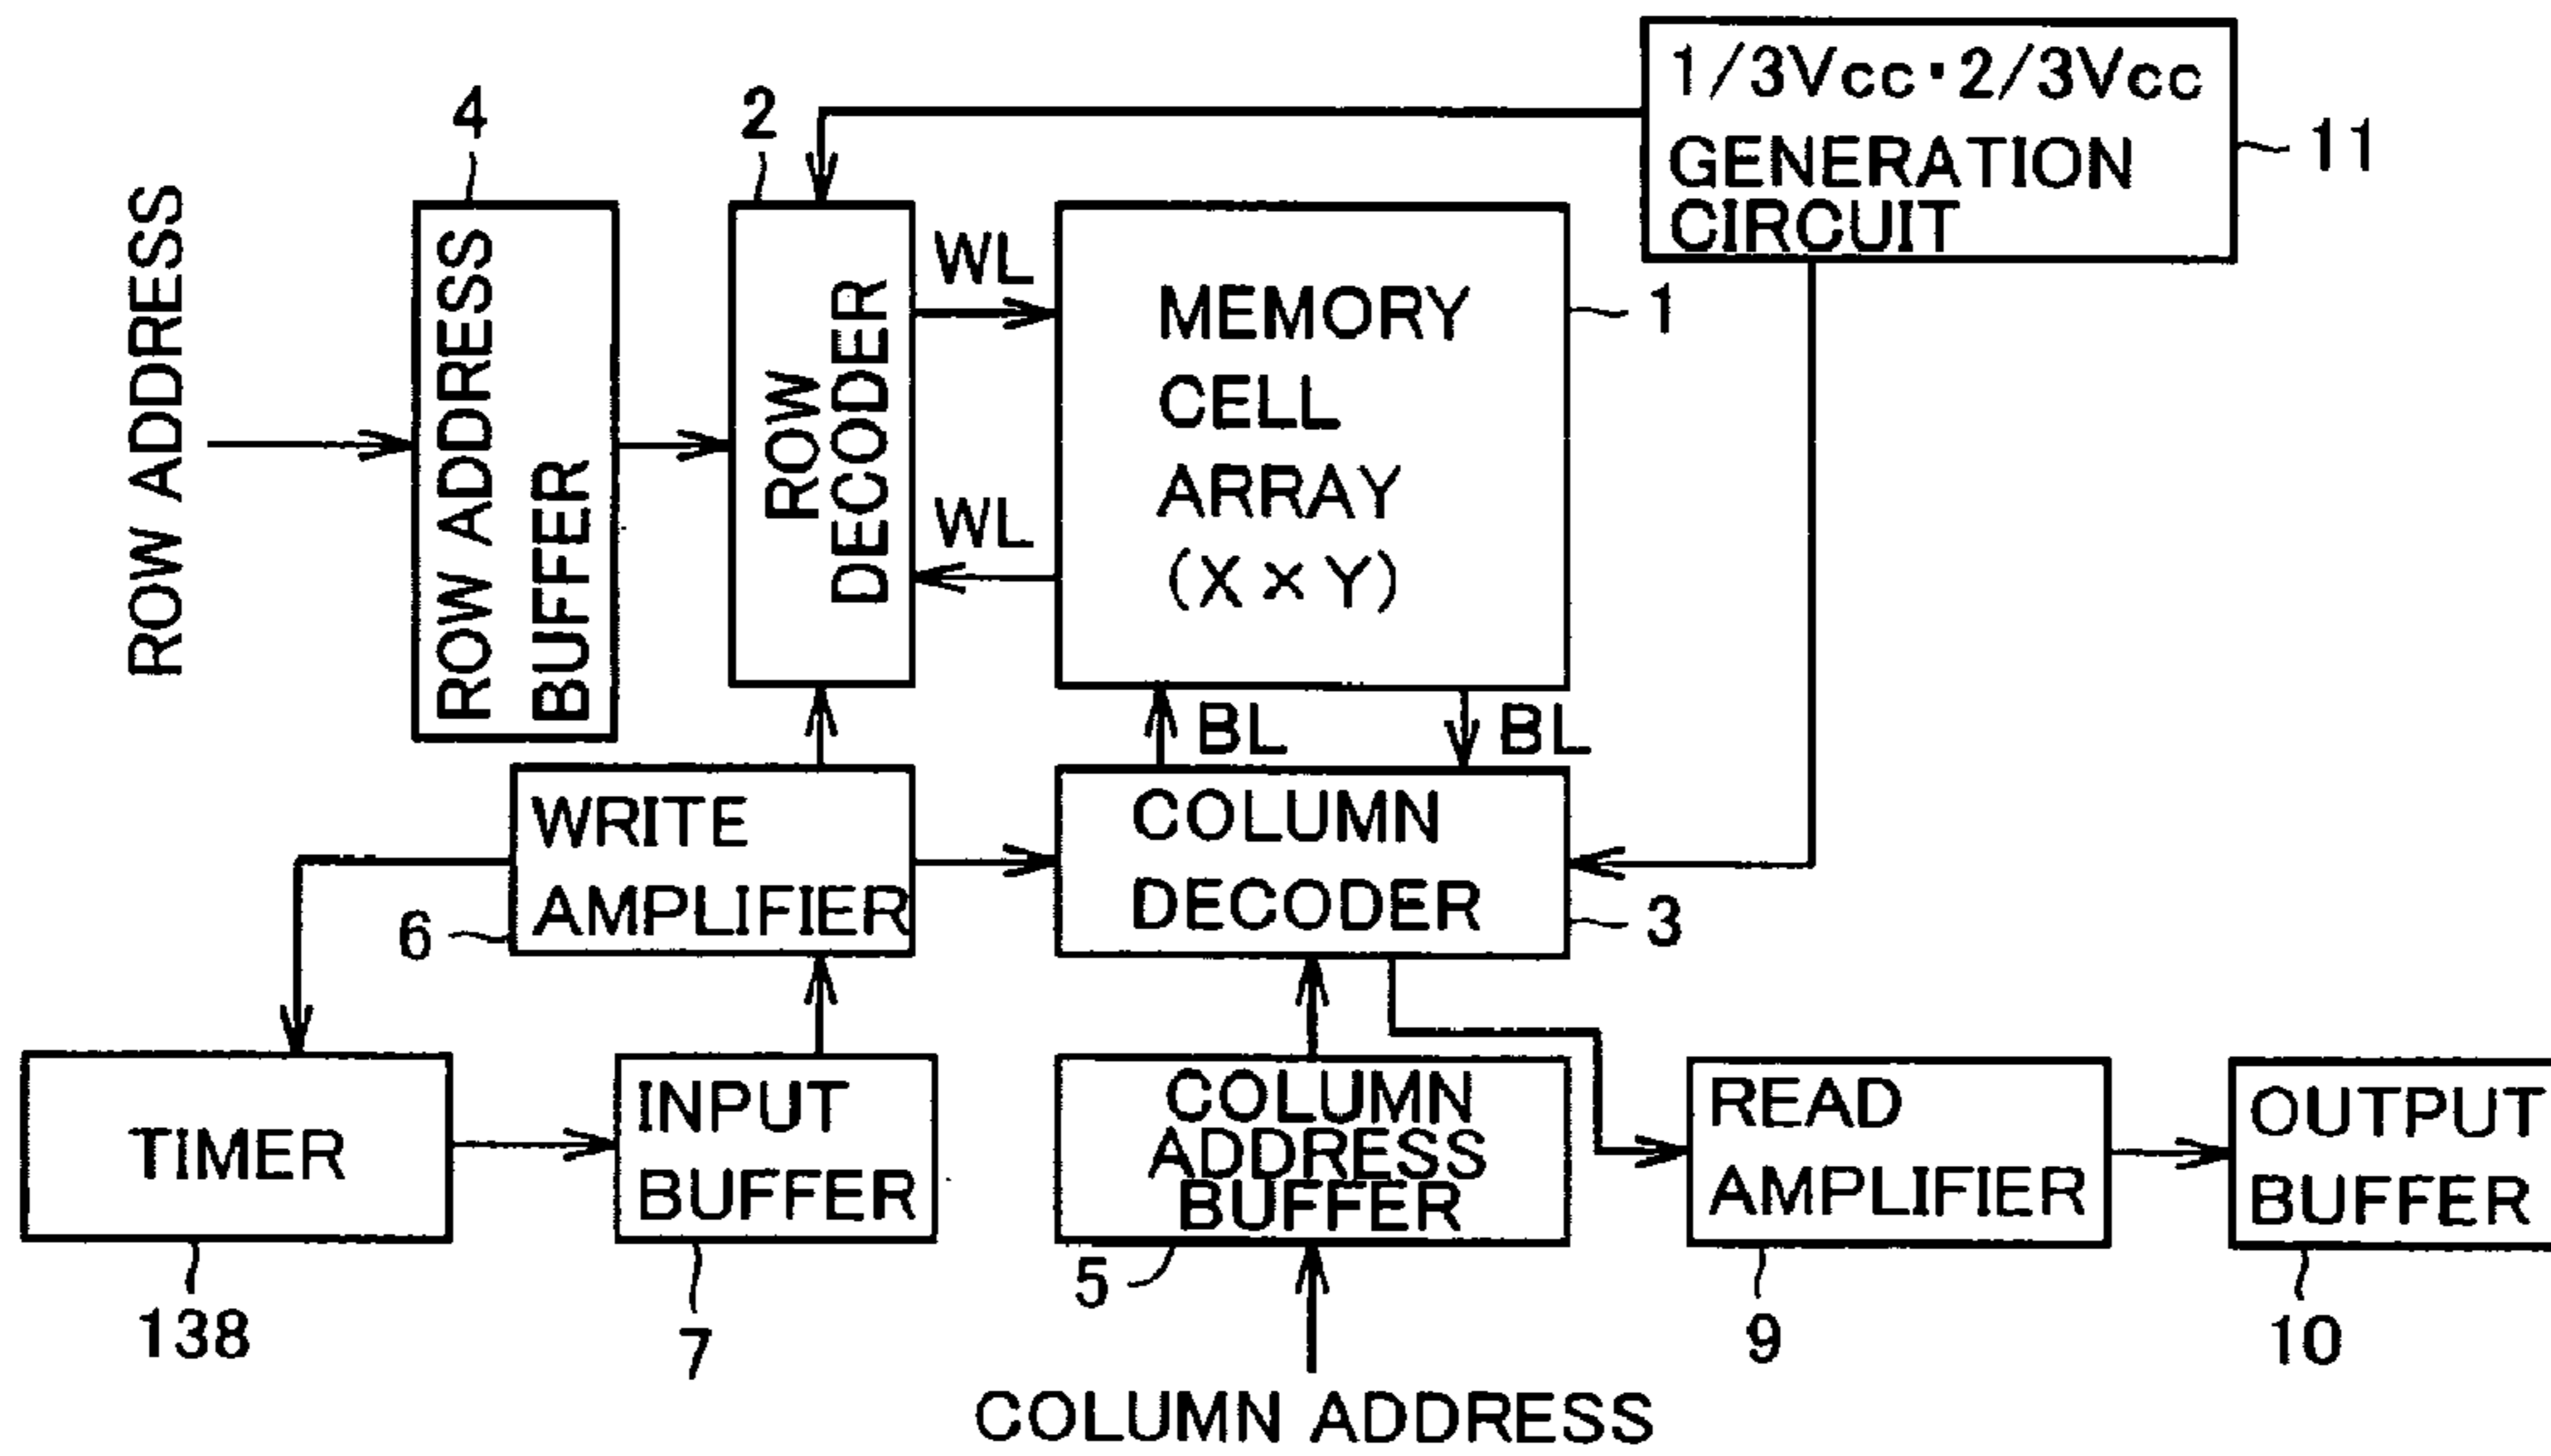 1/3Vcc・2/3Vcc
GENERATION
CIRCUIT
11
4
2
ROW ADDRESS
ROW ADDRESS
BUFFER
ROW
DECODER
WL
WL
MEMORY
CELL
ARRAY
(X × Y)
1
BL
BL
WRITE
AMPLIFIER
6
COLUMN
DECODER
3
TIMER
138
INPUT
BUFFER
7
COLUMN
ADDRESS
BUFFER
5
READ
AMPLIFIER
9
OUTPUT
BUFFER
10
COLUMN ADDRESS